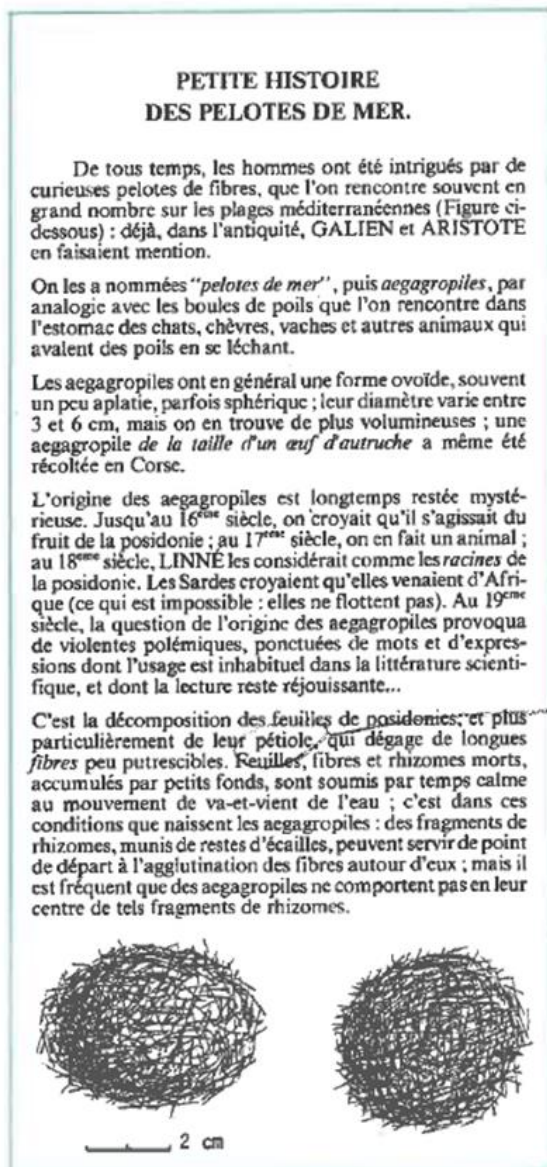 PETITE HISTOIRE
DES PELOTES DE MER.
De tous temps, les hommes ont été intrigués par de
curieuses pelotes de fibres, que l'on rencontre souvent en
grand nombre sur les plages méditerranéennes (Figure ci-
dessous) : déjà, dans l'antiquité, GALIEN et ARISTOTE
en faisaient mention.
On les a nommées "pelotes de mer", puis aegagropiles, par
analogie avec les boules de poils que l'on rencontre dans
l'estomac des chats, chèvres, vaches et autres animaux qui
avalent des poils en se léchant.
Les aegagropiles ont en général une forme ovoïde, souvent
un peu aplatie, parfois sphérique ; leur diamètre varie entre
3 et 6 cm, mais on en trouve de plus volumineuses ; une
aegagropile de la taille d'un œuf d'autruche a même été
récoltée en Corse.
L'origine des aegagropiles est longtemps restée mysté-
rieuse. Jusqu'au 16ème siècle, on croyait qu'il s'agissait du
fruit de la posidonie ; au 17ème siècle, on en fait un animal ;
au 18ème siècle, LINNÉ les considérait comme les racines de
la posidonie. Les Sardes croyaient qu'elles venaient d'Afri-
que (ce qui est impossible : elles ne flottent pas). Au 19ème
siècle, la question de l'origine des aegagropiles provoqua
de violentes polémiques, ponctuées de mots et d'expres-
sions dont l'usage est inhabituel dans la littérature scienti-
fique, et dont la lecture reste réjouissante...
C'est la décomposition des feuilles de posidonies, et plus
particulièrement de leur pétiole, qui dégage de longues
fibres peu putrescibles. Feuilles, fibres et rhizomes morts,
accumulés par petits fonds, sont soumis par temps calme
au mouvement de va-et-vient de l'eau ; c'est dans ces
conditions que naissent les aegagropiles : des fragments de
rhizomes, munis de restes d'écailles, peuvent servir de point
de départ à l'agglutination des fibres autour d'eux ; mais il
est fréquent que des aegagropiles ne comportent pas en leur
centre de tels fragments de rhizomes.
2 cm